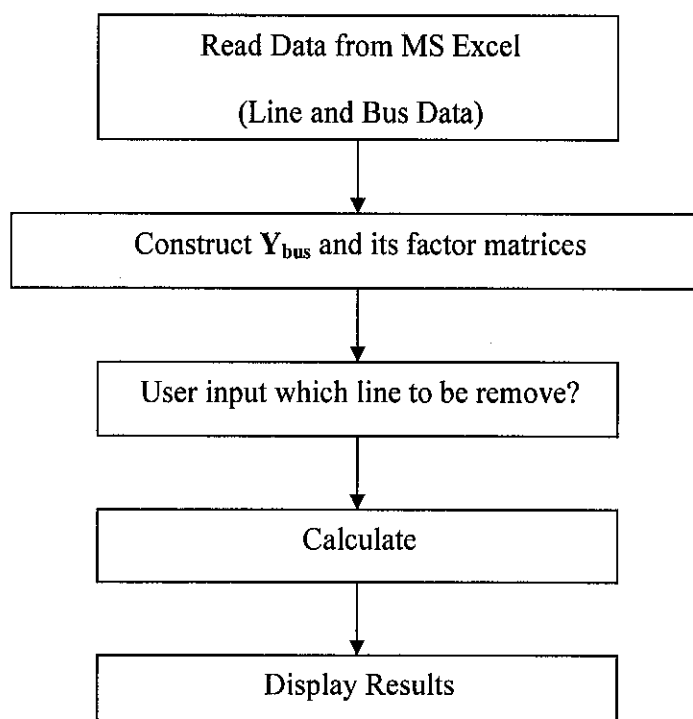 Read Data from MS Excel
(Line and Bus Data)
Construct Ybus and its factor matrices
User input which line to be remove?
Calculate
Display Results